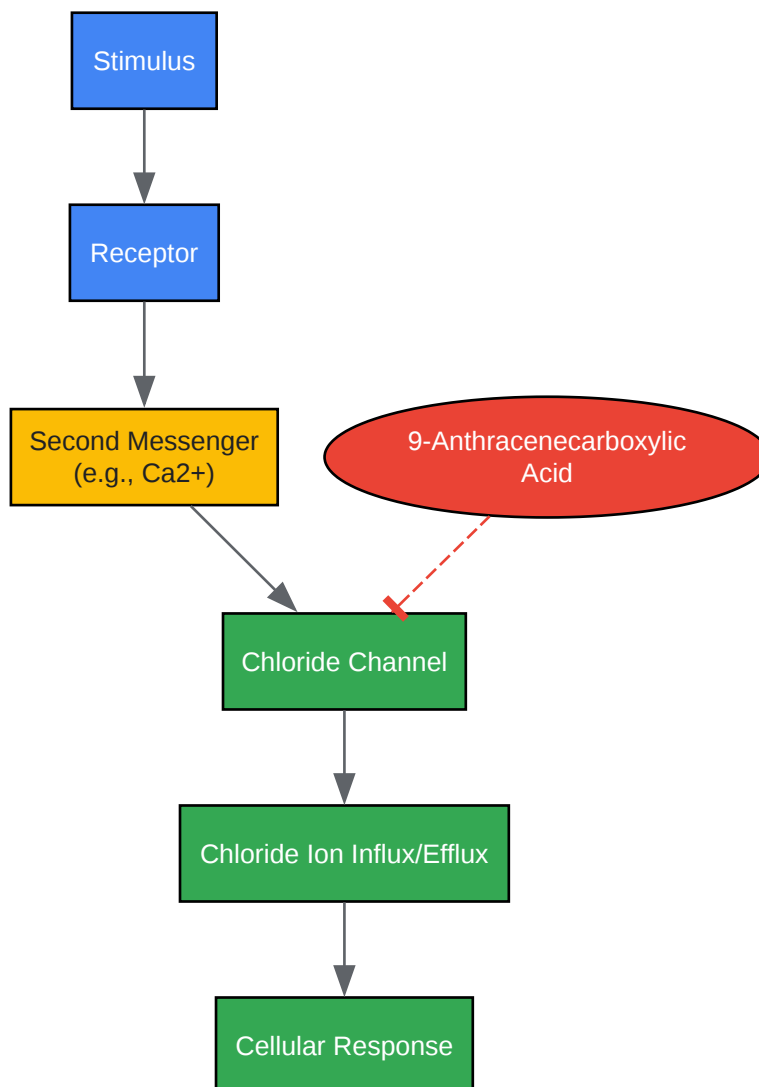 Stimulus
Receptor
Second Messenger
(e.g., Ca2+)
9-Anthracenecarboxylic
Acid
Chloride Channel
Chloride Ion Influx/Efflux
Cellular Response